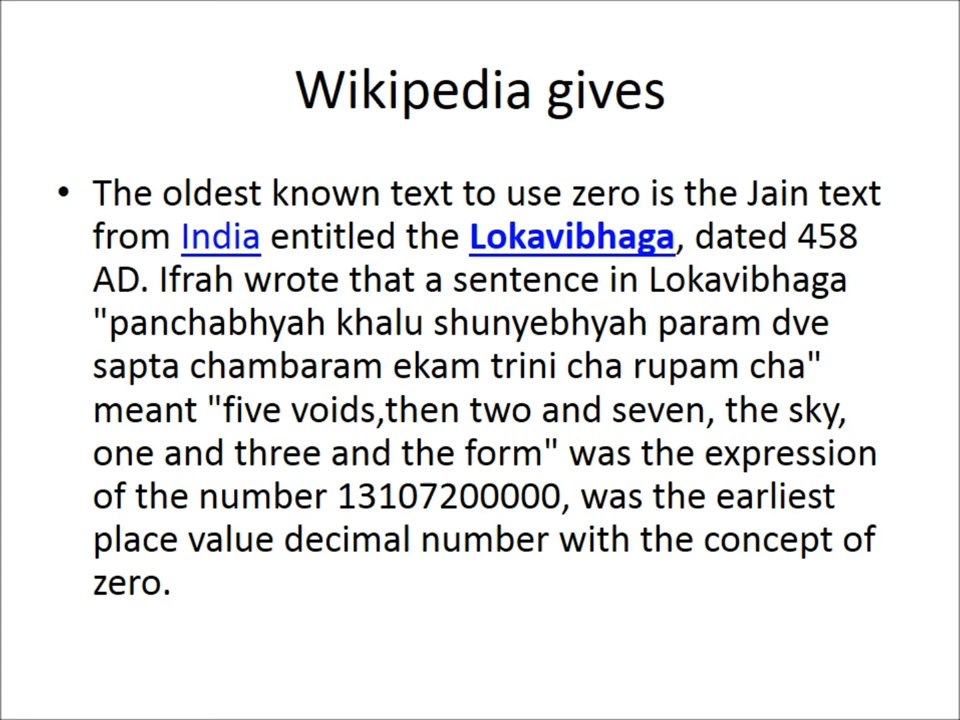 Wikipedia gives
• The oldest known text to use zero is the Jain text
from India entitled the Lokavibhaga, dated 458
AD. Ifrah wrote that a sentence in Lokavibhaga
"panchabhyah khalu shunyebhyah param dve
sapta chambaram ekam trini cha rupam cha"
meant "five voids,then two and seven, the sky,
one and three and the form" was the expression
of the number 13107200000, was the earliest
place value decimal number with the concept of
zero.